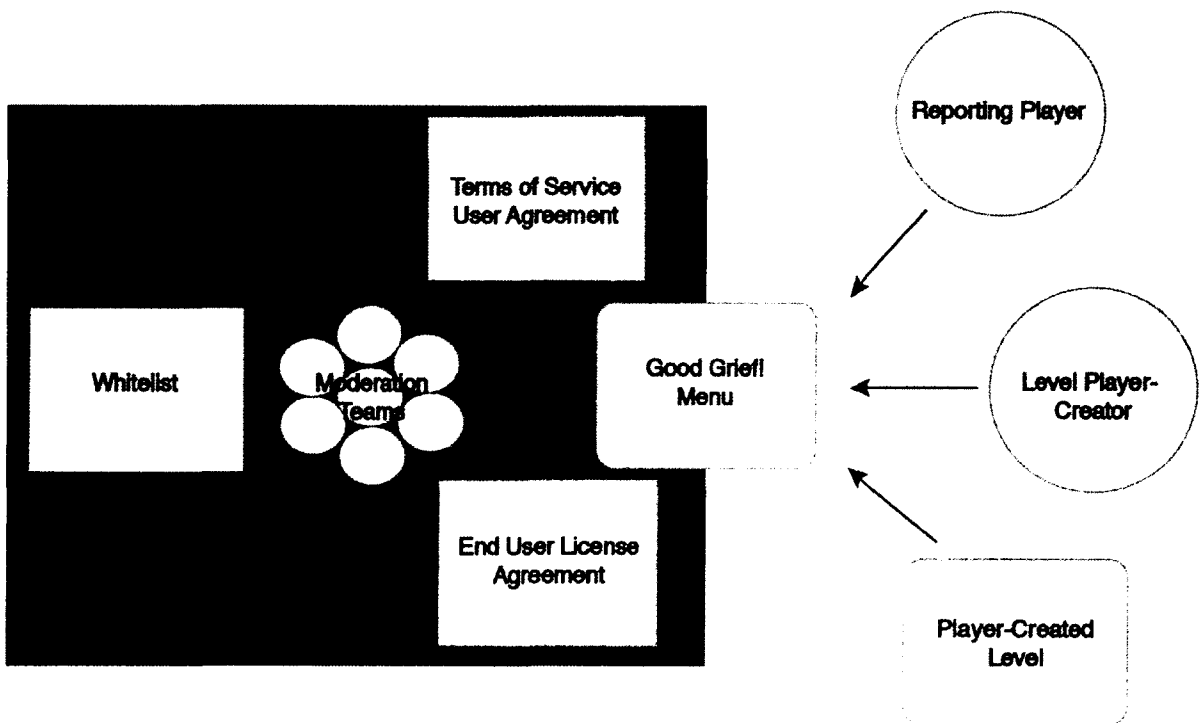 Reporting Player
Terms of Service
User Agreement
Whitelist
Moderation
Teams
Good Grief!
Menu
Level Player-
Creator
End User License
Agreement
Player-Created
Level